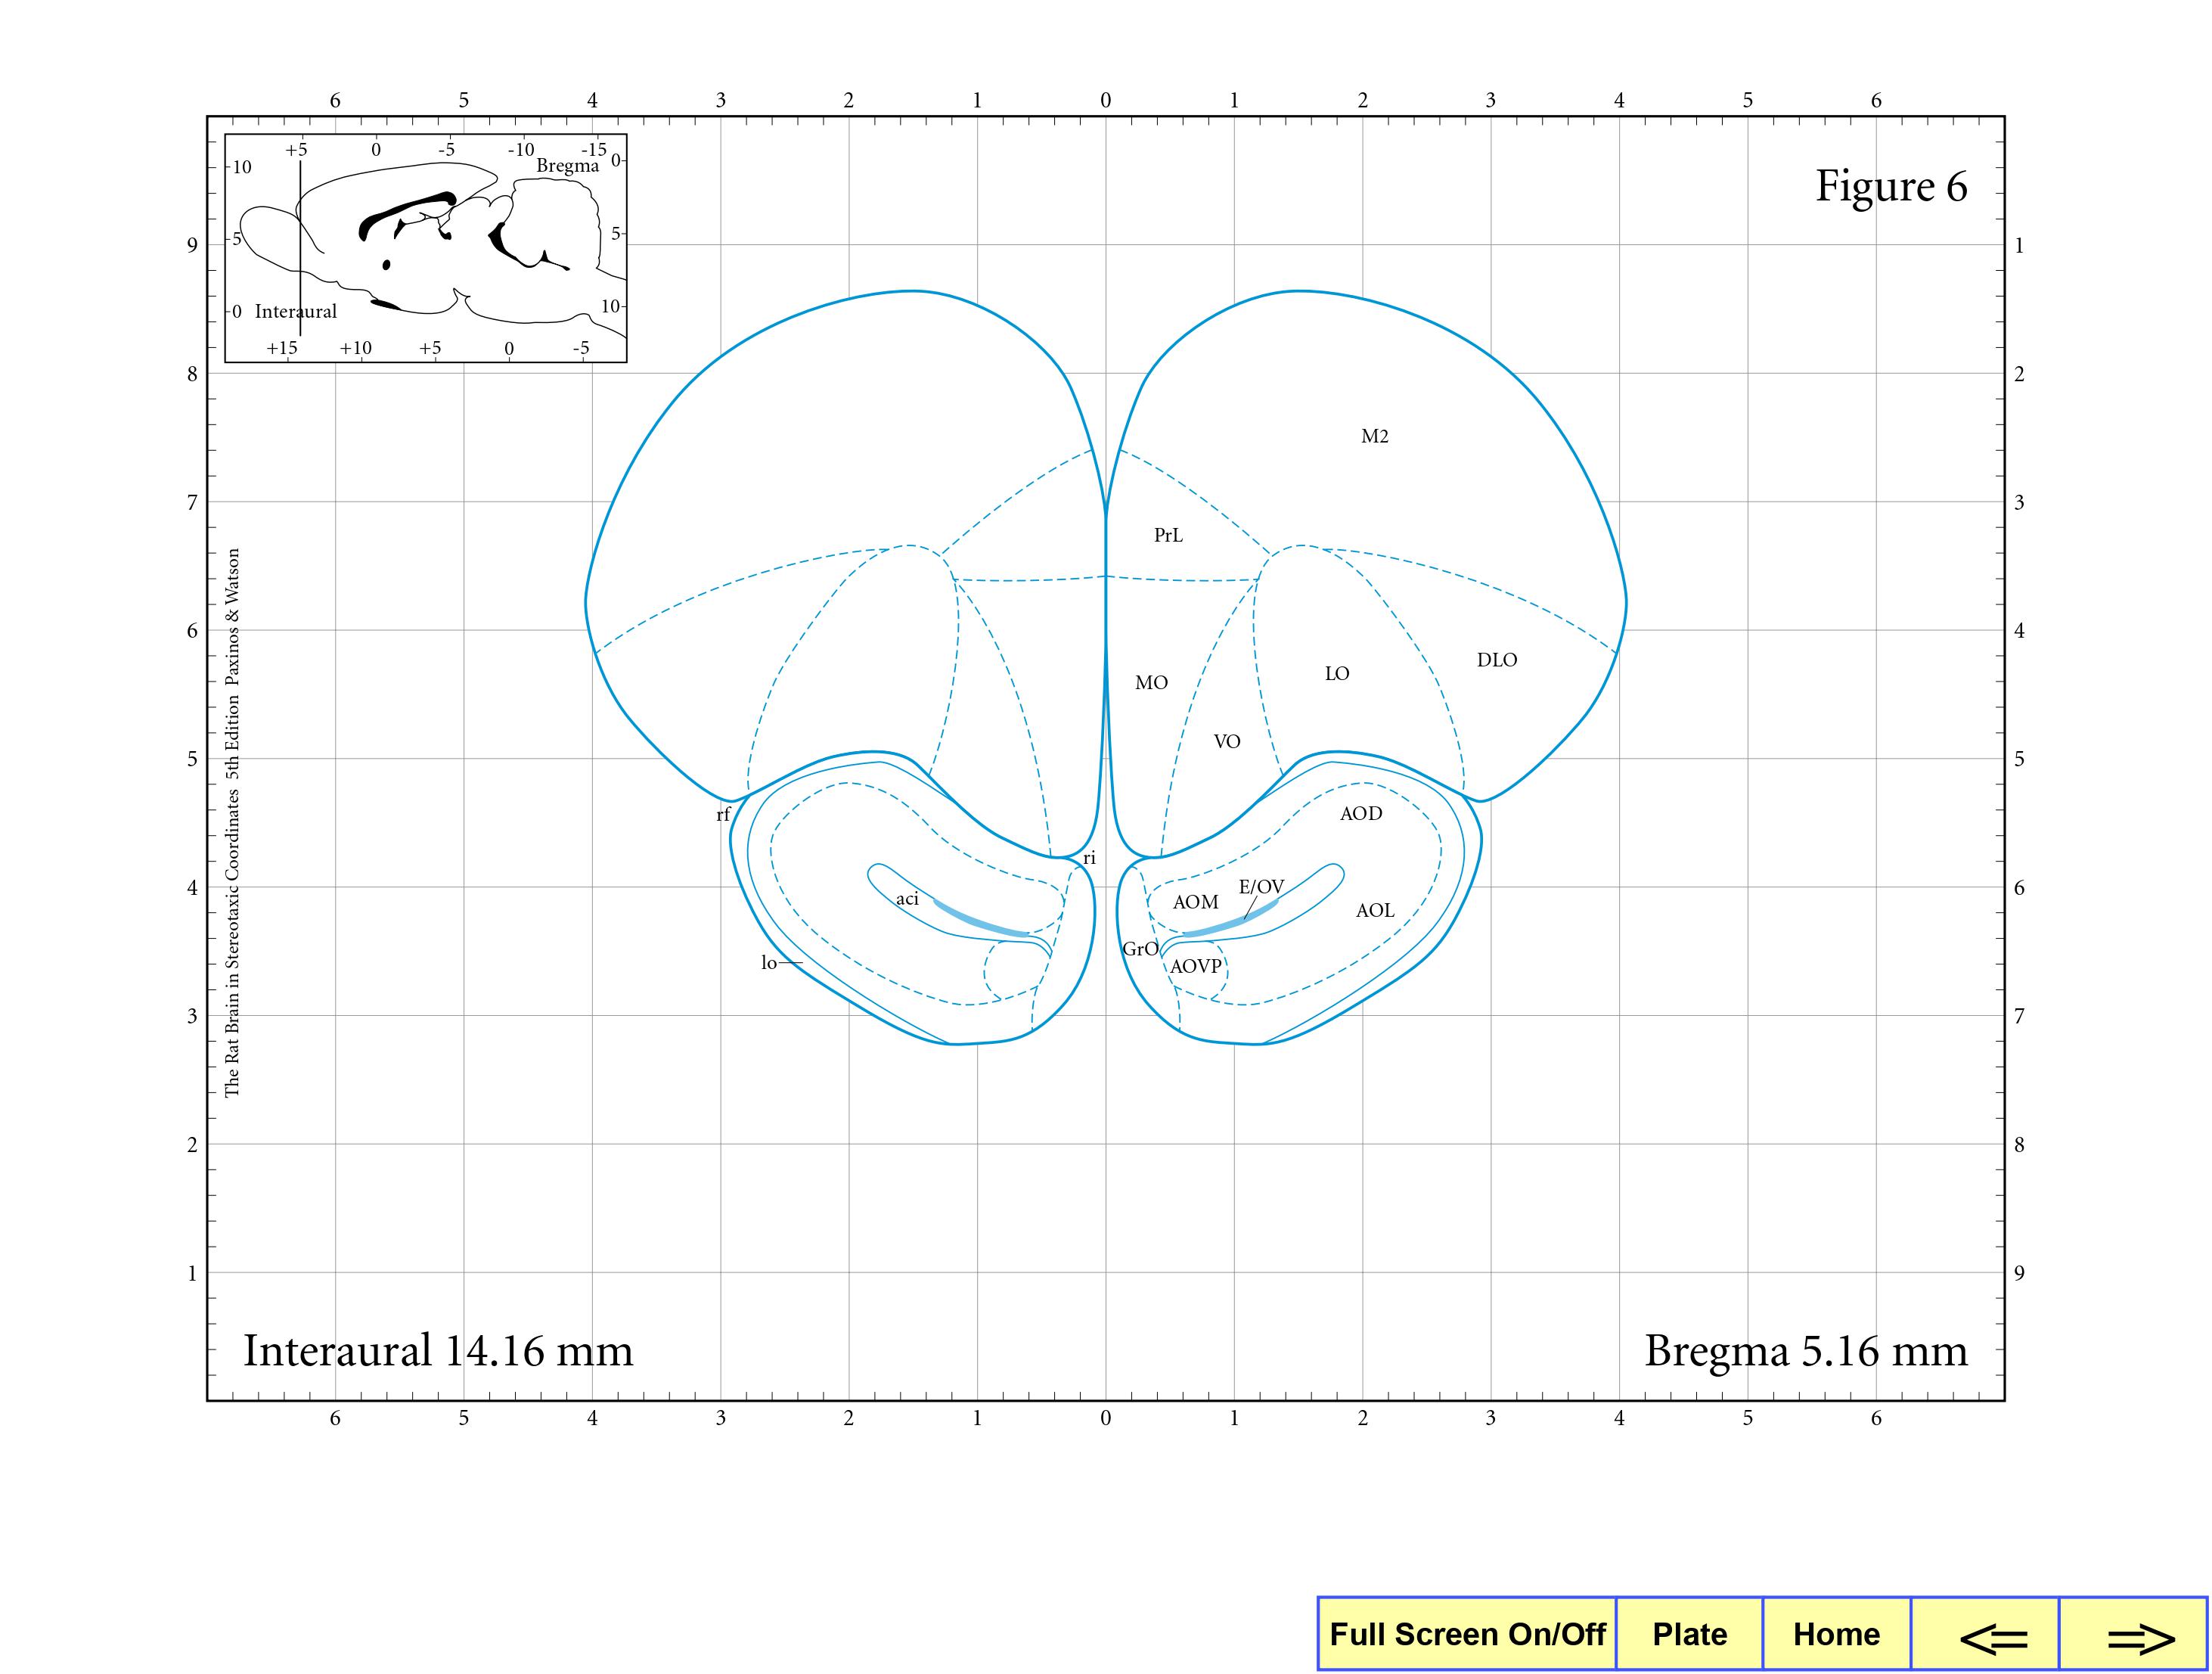 6 5 4 3 2 1 0 1 2 3 4 5 6
+5 0 -5 -10 -15
Bregma
0
10
5
5
0 Interaural
10
+15 +10 +5 0 -5
Figure 6
9 1
8 2
7 3
6 4
5 5
4 6
3 7
2 8
1 9
The Rat Brain in Stereotaxic Coordinates 5th Edition Paxinos & Watson
M2
PrL
MO
LO
DLO
VO
rf
AOD
ri
aci
AOM
E/OV
AOL
GrO
AOVP
lo
Interaural 14.16 mm
Bregma 5.16 mm
6 5 4 3 2 1 0 1 2 3 4 5 6
Full Screen On/Off Plate Home <= =>